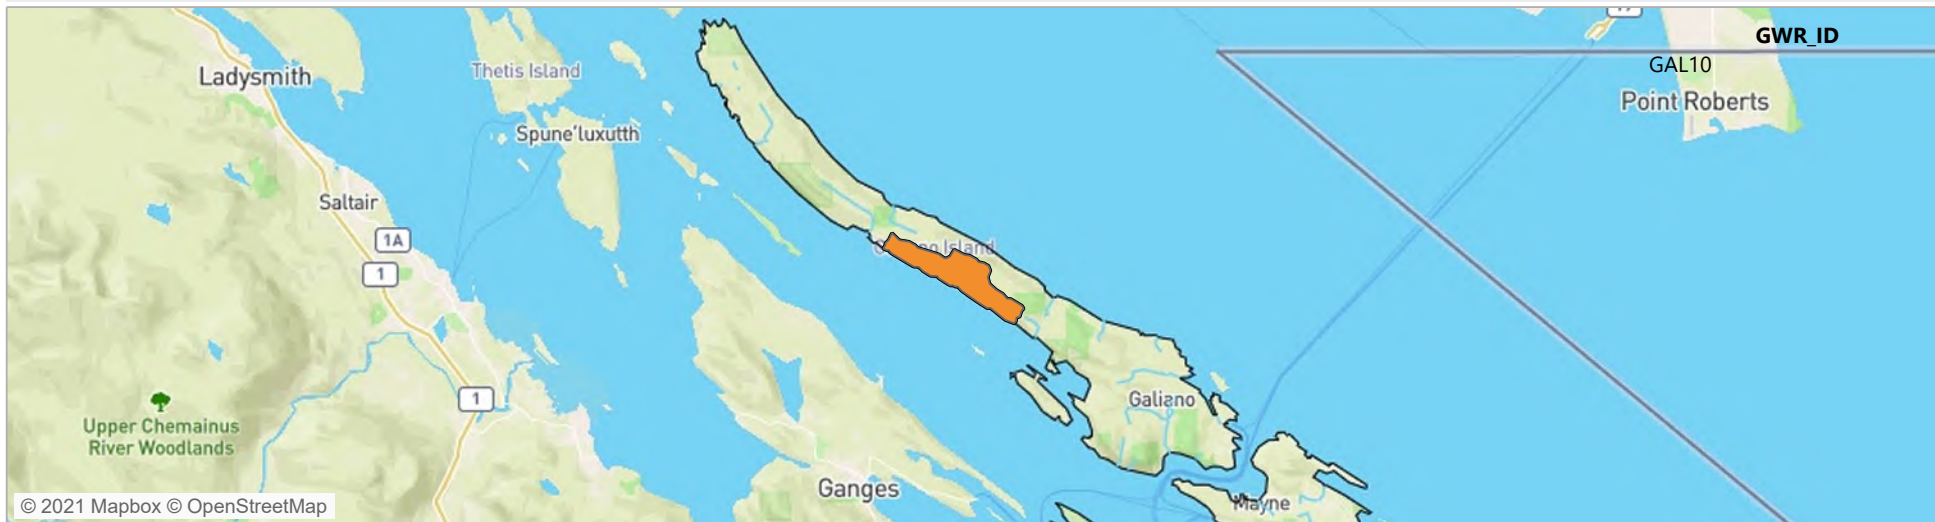 GWR_ID
GAL10
Ladysmith
Thetis Island
Point Roberts
Spune'luxutth
Saltair
1A
1
Island
1
Galiano
Upper Chemainus
River Woodlands
Ganges
Mayne
© 2021 Mapbox © OpenStreetMap